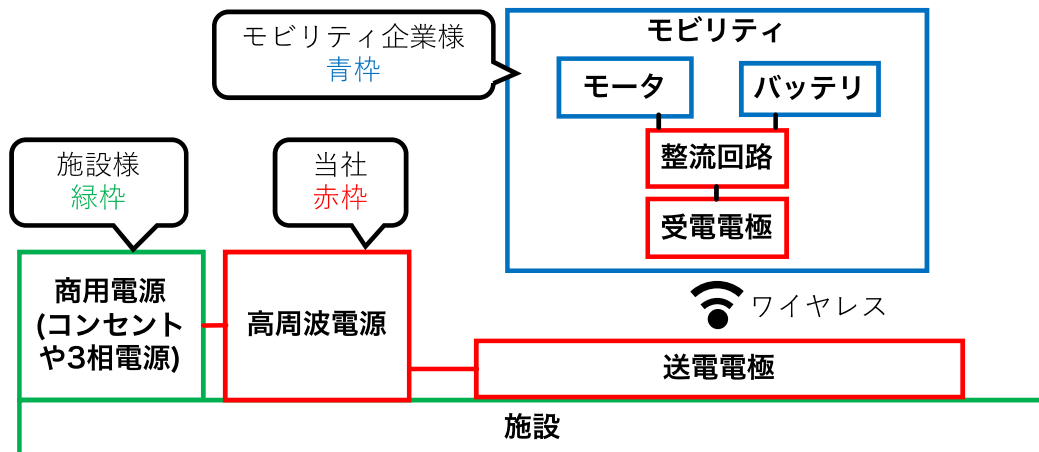 モビリティ企業様
青枠
モビリティ
モータ
バッテリ
整流回路
受電電極
施設様
緑枠
当社
赤枠
商用電源
(コンセント
や3相電源)
高周波電源
ワイヤレス
送電電極
施設